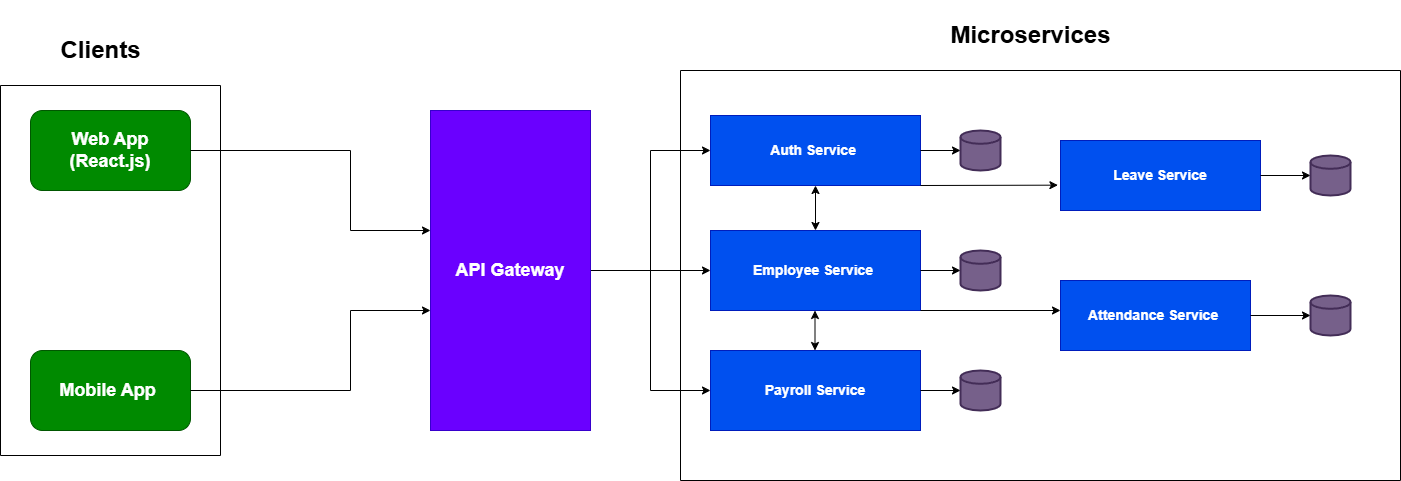 Clients
Web App
(React.js)
Mobile App
API Gateway
Microservices
Auth Service
Leave Service
Employee Service
Attendance Service
Payroll Service